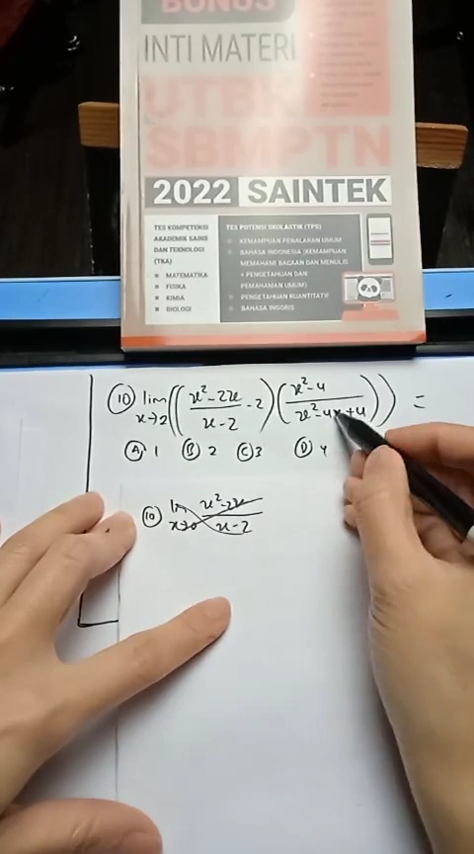 BONUS
INTI MATERI
UTBK
SBMPTN
2022 SAINTEK
TES KOMPETENSI
AKADEMIK SAINS
DAN TEKNOLOGI
(TKA)
MATEMATIKA
FISIKA
KIMIA
BIOLOGI
TES POTENSI SKOLASTIK (TPS)
KEMAMPUAN PENALARAN UMUM
BAHASA INDONESIA (KEMAMPUAN
MEMAHAMI BACAAN DAN MENULIS
+ PENGETAHUAN DAN
PEMAHAMAN UMUM)
PENGETAHUAN KUANTITATIF
BAHASA INGGRIS
(10) lim x→2 ((x²-2x / x-2 - 2)(x²-4 / x²-4x+4)) =
(A) 1 (B) 2 (C) 3 (D) 4
(10) lim x→0 x²-2x / x-2